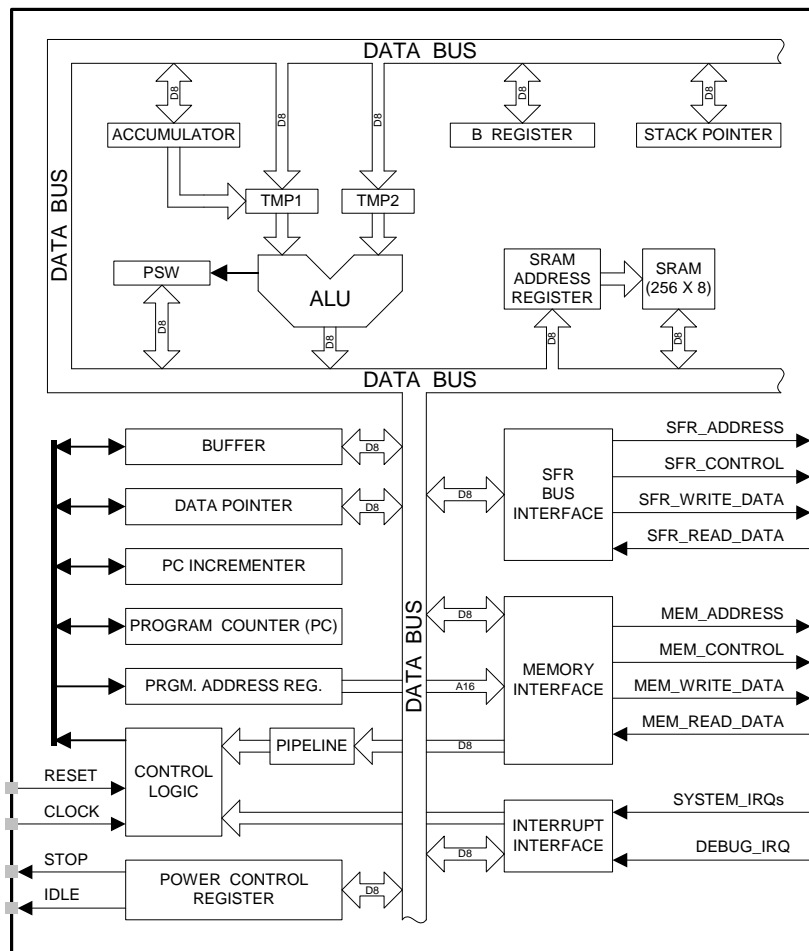 DATA BUS
D8
D8
D8
D8
D8
ACCUMULATOR
B REGISTER
STACK POINTER
DATA BUS
TMP1
TMP2
PSW
ALU
SRAM
ADDRESS
REGISTER
SRAM
(256 X 8)
D8
D8
D8
D8
DATA BUS
BUFFER
D8
DATA POINTER
D8
PC INCREMENTER
PROGRAM COUNTER (PC)
PRGM. ADDRESS REG.
DATA BUS
D8
SFR
BUS
INTERFACE
SFR_ADDRESS
SFR_CONTROL
SFR_WRITE_DATA
SFR_READ_DATA
D8
A16
D8
MEMORY
INTERFACE
MEM_ADDRESS
MEM_CONTROL
MEM_WRITE_DATA
MEM_READ_DATA
PIPELINE
RESET
CLOCK
CONTROL
LOGIC
INTERRUPT
INTERFACE
SYSTEM_IRQs
DEBUG_IRQ
D8
STOP
IDLE
POWER CONTROL
REGISTER
D8